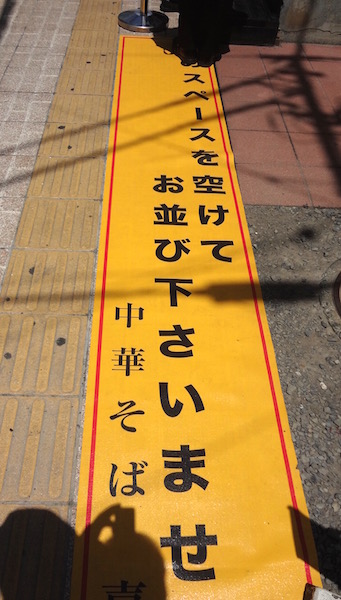 スペースを空けて
お並び下さいませ
中華そば